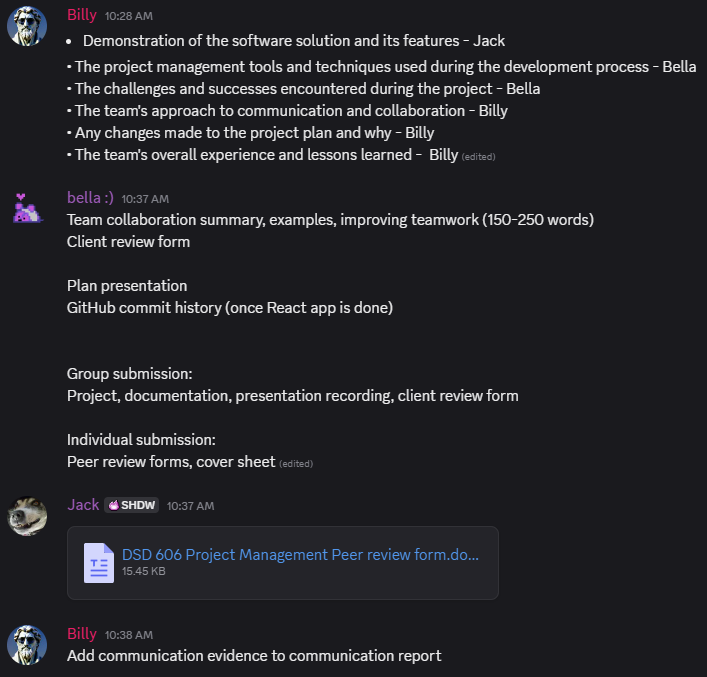 Billy 10:28 AM
• Demonstration of the software solution and its features - Jack
• The project management tools and techniques used during the development process - Bella
• The challenges and successes encountered during the project - Bella
• The team's approach to communication and collaboration - Billy
• Any changes made to the project plan and why - Billy
• The team's overall experience and lessons learned - Billy (edited)
bella :) 10:37 AM
Team collaboration summary, examples, improving teamwork (150-250 words)
Client review form
Plan presentation
GitHub commit history (once React app is done)
Group submission:
Project, documentation, presentation recording, client review form
Individual submission:
Peer review forms, cover sheet (edited)
Jack SHDW 10:37 AM
DSD 606 Project Management Peer review form.do...
15.45 KB
Billy 10:38 AM
Add communication evidence to communication report